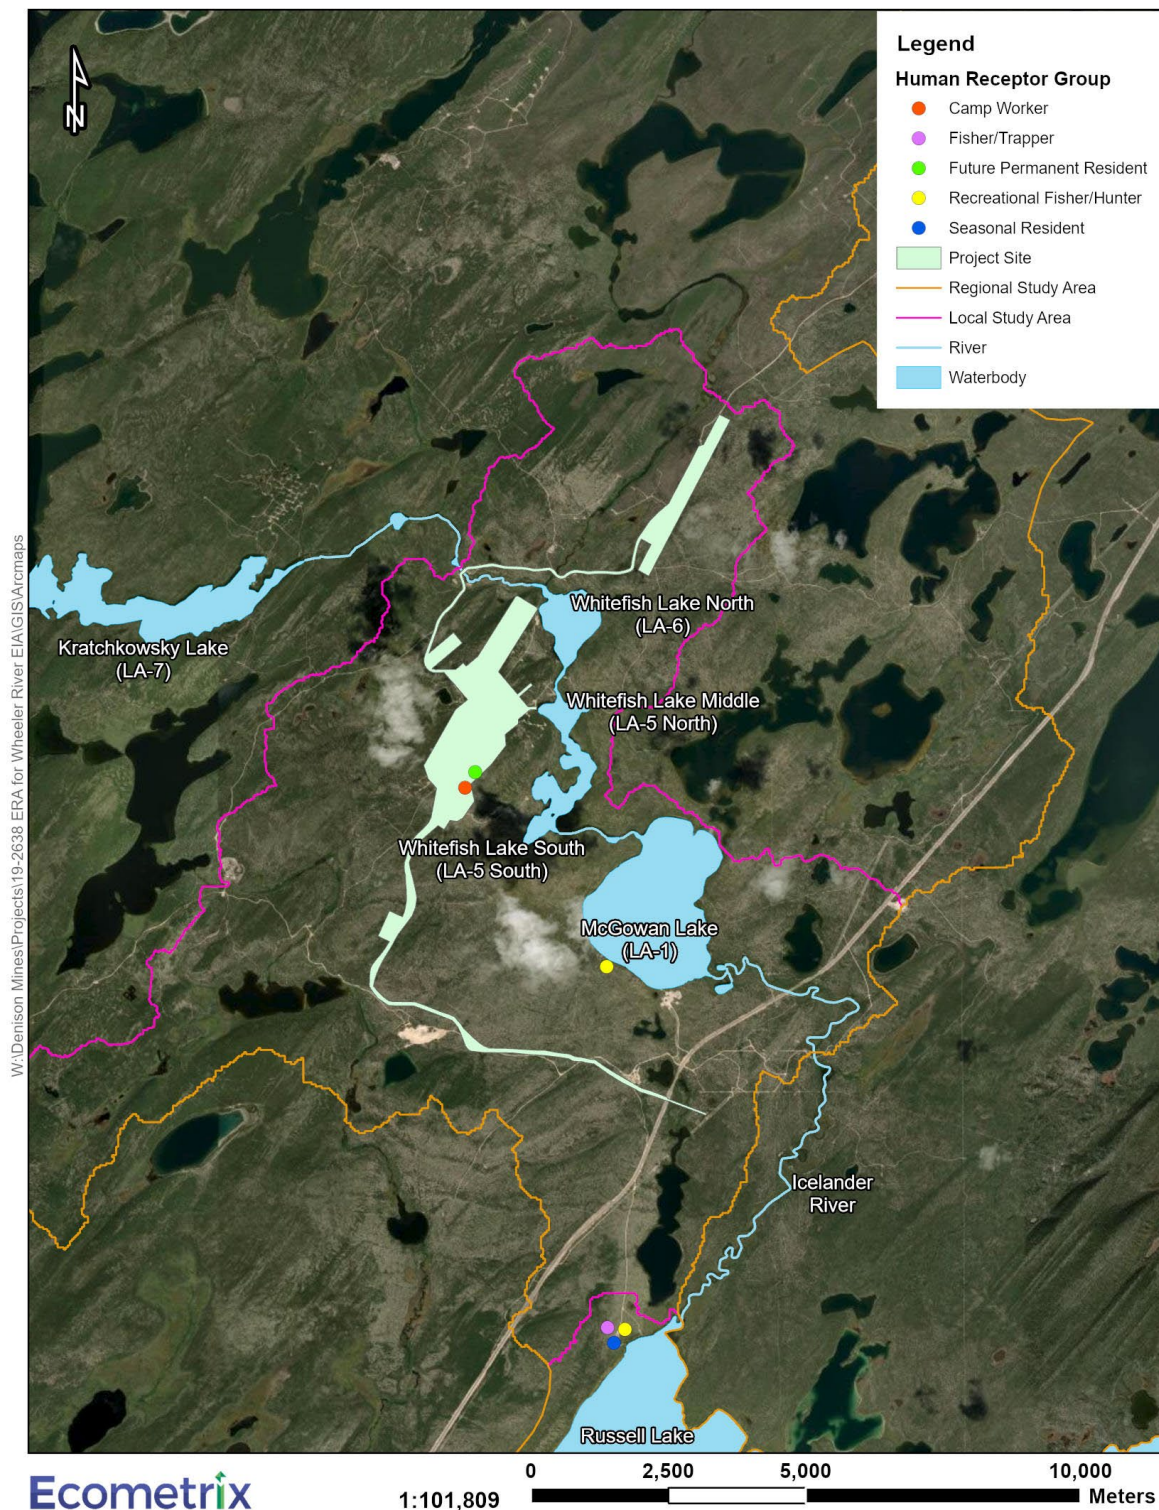 Legend
Human Receptor Group
Camp Worker
Fisher/Trapper
Future Permanent Resident
Recreational Fisher/Hunter
Seasonal Resident
Project Site
Regional Study Area
Local Study Area
River
Waterbody
N
W:\Denison Mines\Projects\19-2638 ERA for Wheeler River EIA\GIS\Arcmaps
Whitefish Lake North
(LA-6)
Kratchkowsky Lake
(LA-7)
Whitefish Lake Middle
(LA-5 North)
Whitefish Lake South
(LA-5 South)
McGowan Lake
(LA-1)
Icelander
River
Russell Lake
Ecometrix
1:101,809
0 2,500 5,000 10,000
Meters